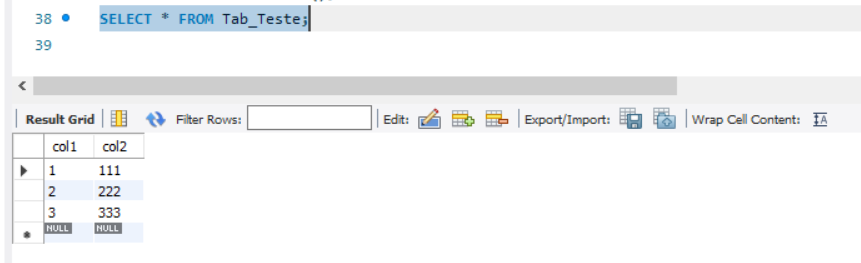 38 SELECT * FROM Tab_Teste;
39
Result Grid Filter Rows: Edit: Export/Import: Wrap Cell Content: IA
col1 col2
1 111
2 222
3 333
NULL NULL